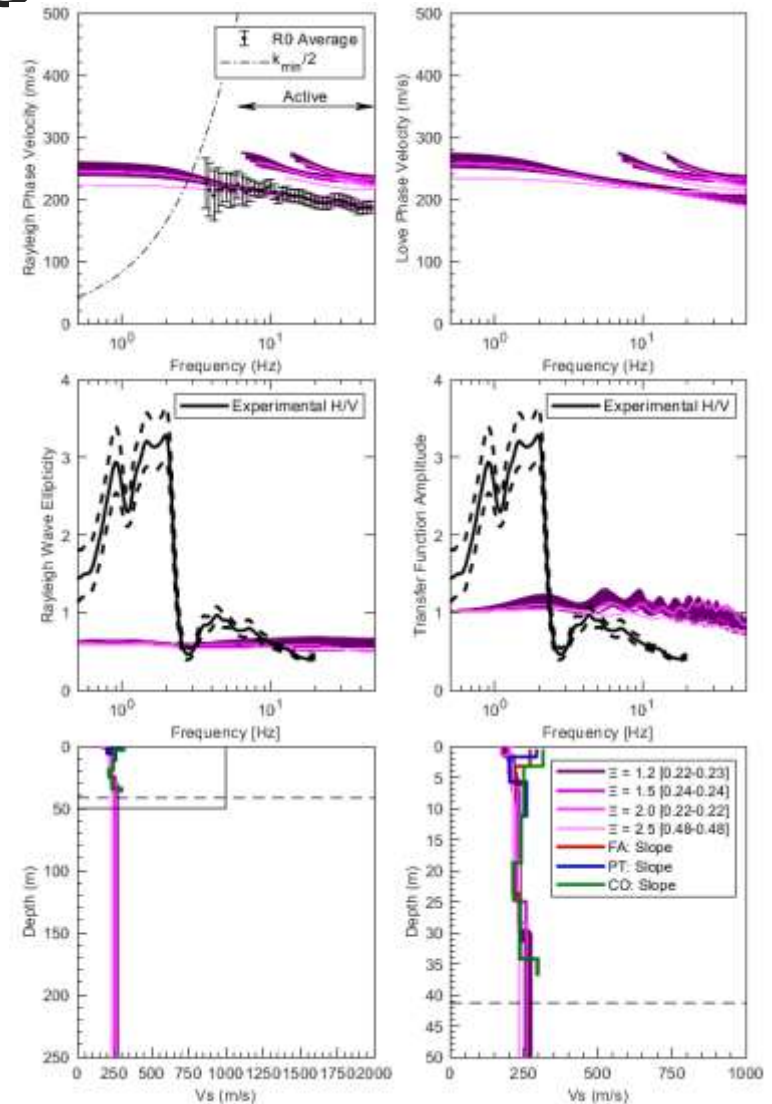 500
400
300
200
100
0
Rayleigh Phase Velocity (m/s)
R0 Average
k_min/2
Active
10^0
10^1
Frequency (Hz)
500
400
300
200
100
0
Love Phase Velocity (m/s)
10^0
10^1
Frequency (Hz)
4
3
2
1
0
Rayleigh Wave Ellipticity
Experimental H/V
10^0
10^1
Frequency [Hz]
4
3
2
1
0
Transfer Function Amplitude
Experimental H/V
10^0
10^1
Frequency [Hz]
0
50
100
150
200
250
Depth (m)
0 250 500 750 1000 1250 1500 1750 2000
Vs (m/s)
0
5
10
15
20
25
30
35
40
45
50
Depth (m)
Ξ = 1.2 [0.22-0.23]
Ξ = 1.5 [0.24-0.24]
Ξ = 2.0 [0.22-0.22]
Ξ = 2.5 [0.48-0.48]
FA: Slope
PT: Slope
CO: Slope
0 250 500 750 1000
Vs (m/s)